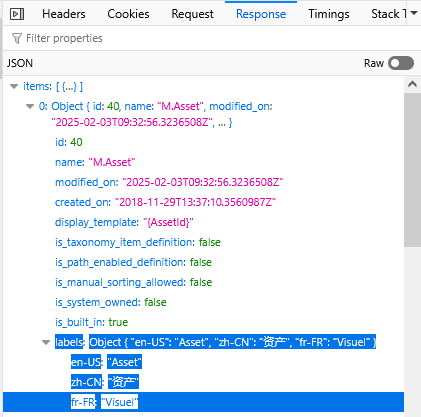 Headers Cookies Request Response Timings Stack T
Filter properties
JSON Raw
items: [ {…} ]
0: Object { id: 40, name: "M.Asset", modified_on:
"2025-02-03T09:32:56.3236508Z", … }
id: 40
name: "M.Asset"
modified_on: "2025-02-03T09:32:56.3236508Z"
created_on: "2018-11-29T13:37:10.3560987Z"
display_template: "{AssetId}"
is_taxonomy_item_definition: false
is_path_enabled_definition: false
is_manual_sorting_allowed: false
is_system_owned: false
is_built_in: true
labels: Object { "en-US": "Asset", "zh-CN": "资产", "fr-FR": "Visuel" }
en-US: "Asset"
zh-CN: "资产"
fr-FR: "Visuel"